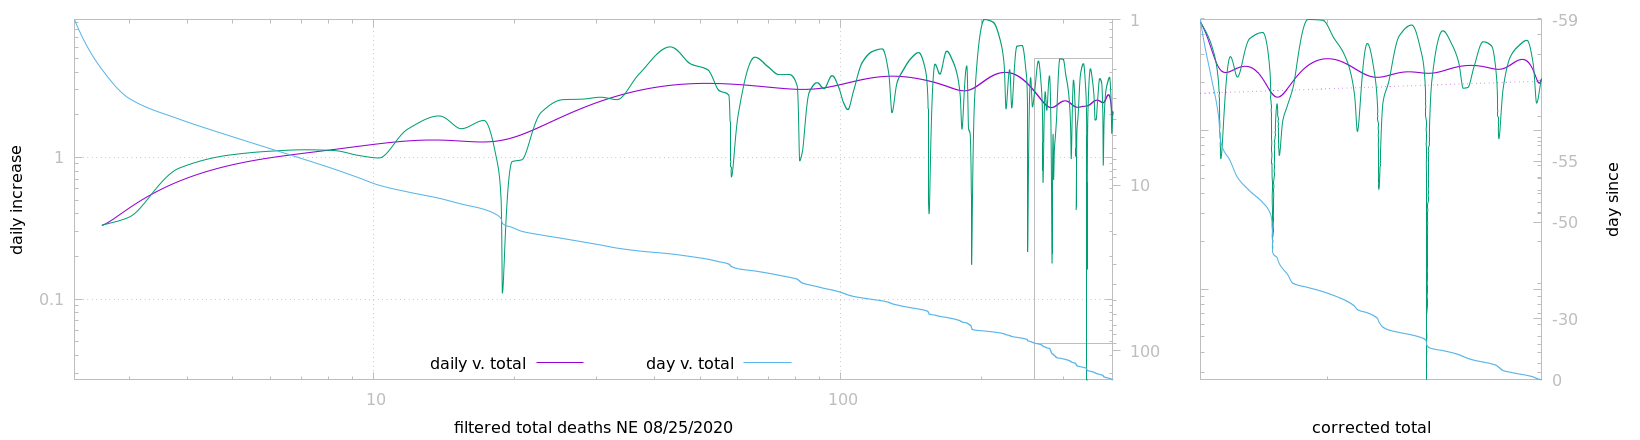 daily increase
1
0.1
10
100
1
10
100
daily v. total
day v. total
filtered total deaths NE 08/25/2020
-59
-55
-50
-30
0
day since
corrected total